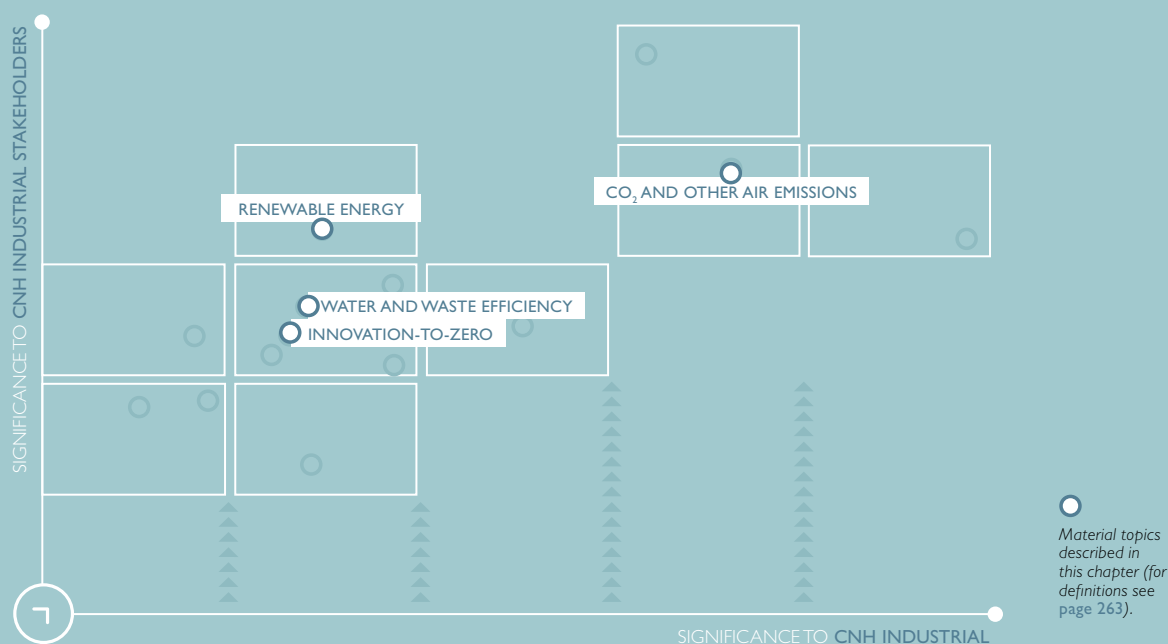 SIGNIFICANCE TO CNH INDUSTRIAL STAKEHOLDERS
CO2 AND OTHER AIR EMISSIONS
RENEWABLE ENERGY
WATER AND WASTE EFFICIENCY
INNOVATION-TO-ZERO
Material topics
described in
this chapter (for
definitions see
page 263).
SIGNIFICANCE TO CNH INDUSTRIAL